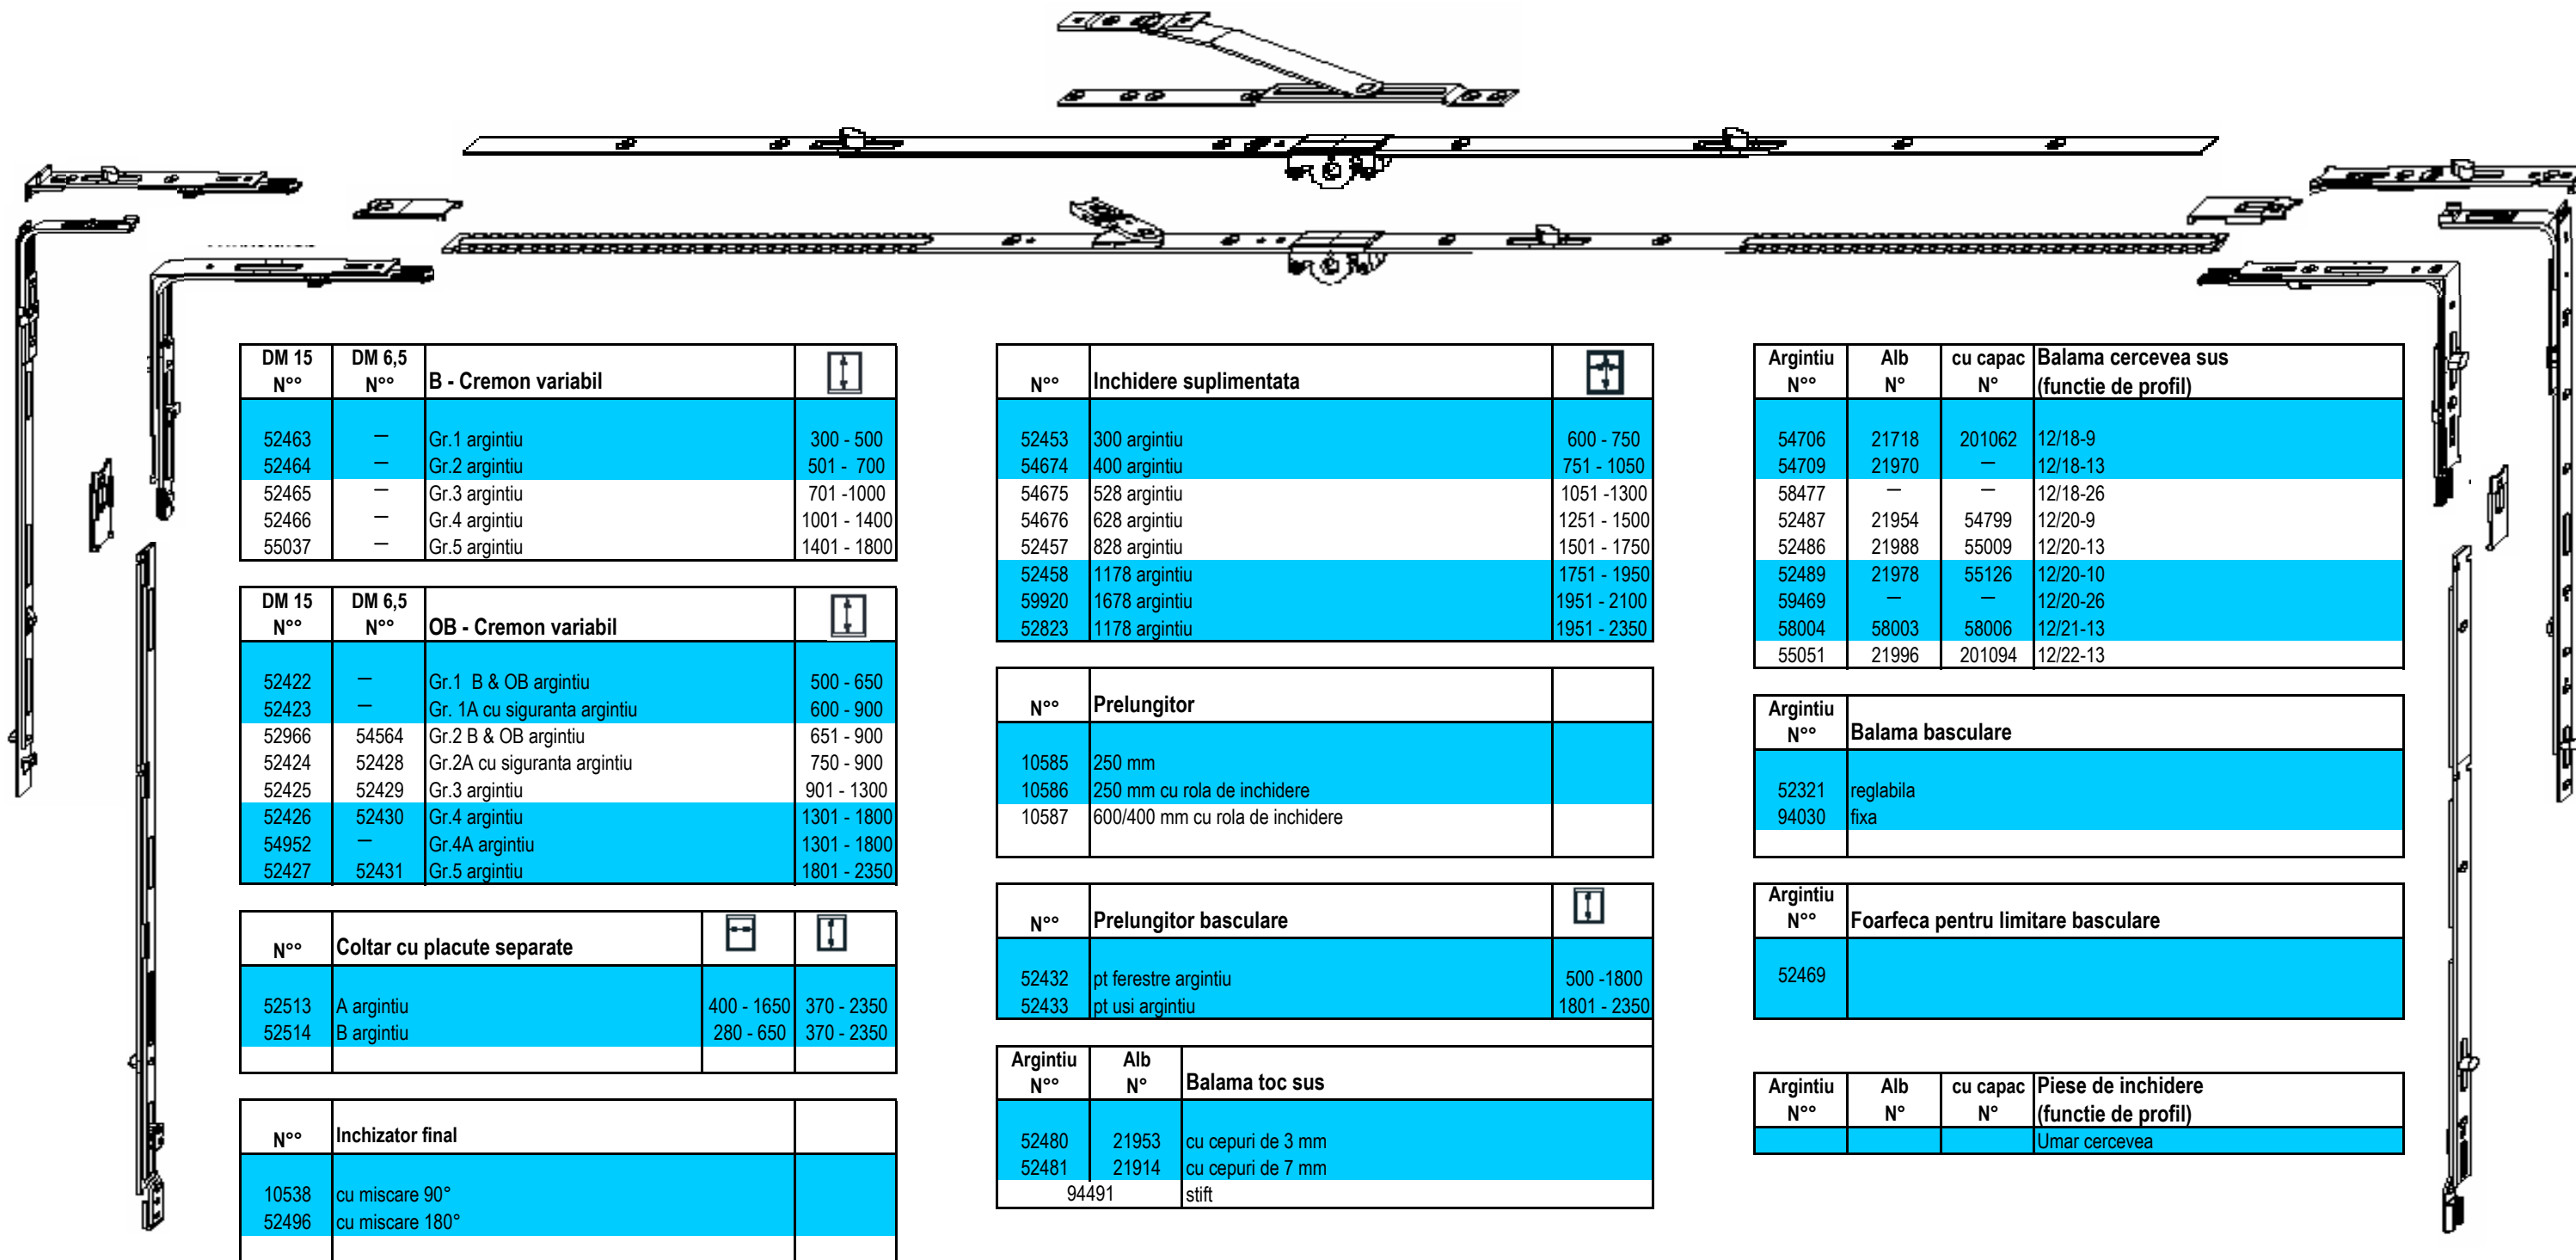 DM 15 DM 6,5
N°° N°° B - Cremon variabil
52463 — Gr.1 argintiu 300 - 500
52464 — Gr.2 argintiu 501 - 700
52465 — Gr.3 argintiu 701 -1000
52466 — Gr.4 argintiu 1001 - 1400
55037 — Gr.5 argintiu 1401 - 1800
DM 15 DM 6,5
N°° N°° OB - Cremon variabil
52422 — Gr.1 B & OB argintiu 500 - 650
52423 — Gr. 1A cu siguranta argintiu 600 - 900
52966 54564 Gr.2 B & OB argintiu 651 - 900
52424 52428 Gr.2A cu siguranta argintiu 750 - 900
52425 52429 Gr.3 argintiu 901 - 1300
52426 52430 Gr.4 argintiu 1301 - 1800
54952 — Gr.4A argintiu 1301 - 1800
52427 52431 Gr.5 argintiu 1801 - 2350
N°° Coltar cu placute separate
52513 A argintiu 400 - 1650 370 - 2350
52514 B argintiu 280 - 650 370 - 2350
N°° Inchizator final
10538 cu miscare 90°
52496 cu miscare 180°
N°° Inchidere suplimentata
52453 300 argintiu 600 - 750
54674 400 argintiu 751 - 1050
54675 528 argintiu 1051 -1300
54676 628 argintiu 1251 - 1500
52457 828 argintiu 1501 - 1750
52458 1178 argintiu 1751 - 1950
59920 1678 argintiu 1951 - 2100
52823 1178 argintiu 1951 - 2350
N°° Prelungitor
10585 250 mm
10586 250 mm cu rola de inchidere
10587 600/400 mm cu rola de inchidere
N°° Prelungitor basculare
52432 pt ferestre argintiu 500 -1800
52433 pt usi argintiu 1801 - 2350
Argintiu Alb
N°° N° Balama toc sus
52480 21953 cu cepuri de 3 mm
52481 21914 cu cepuri de 7 mm
94491 stift
Argintiu Alb cu capac Balama cercevea sus
N°° N° N° (functie de profil)
54706 21718 201062 12/18-9
54709 21970 — 12/18-13
58477 — — 12/18-26
52487 21954 54799 12/20-9
52486 21988 55009 12/20-13
52489 21978 55126 12/20-10
59469 — — 12/20-26
58004 58003 58006 12/21-13
55051 21996 201094 12/22-13
Argintiu
N°° Balama basculare
52321 reglabila
94030 fixa
Argintiu
N°° Foarfeca pentru limitare basculare
52469
Argintiu Alb cu capac Piese de inchidere
N°° N° N° (functie de profil)
Umar cercevea